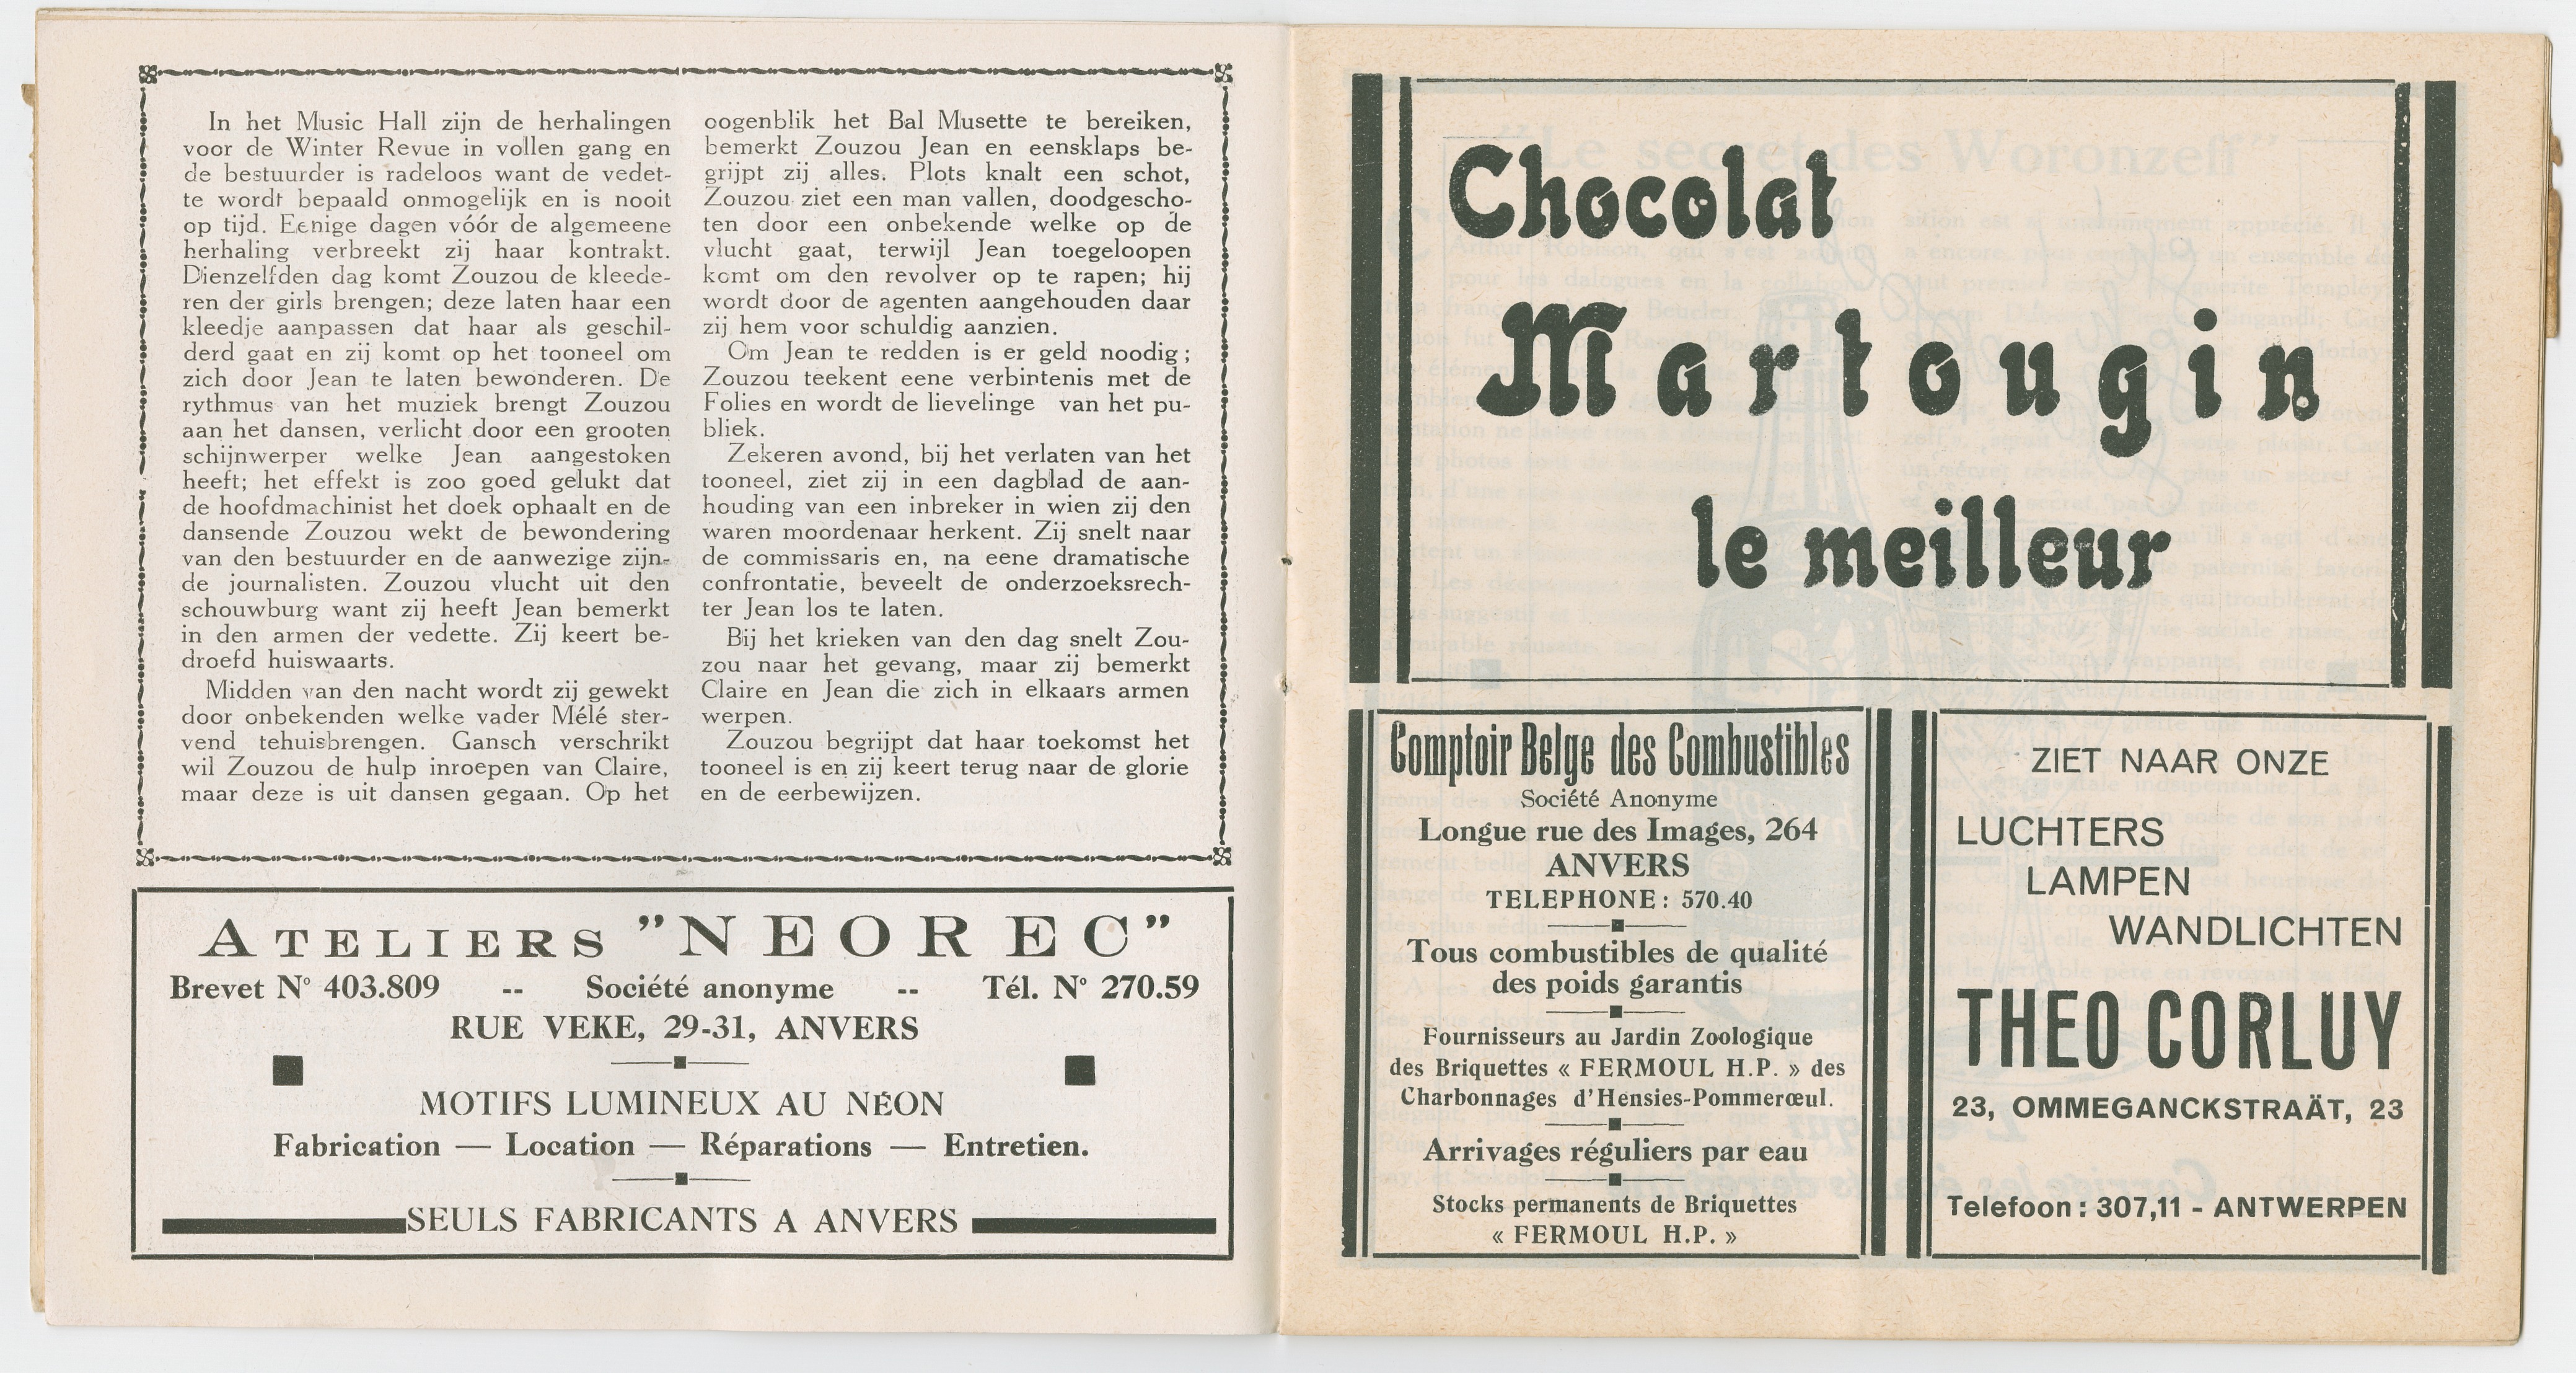 In het Music Hall zijn de herhalingen
voor de Winter Revue in vollen gang en
de bestuurder is radeloos want de vedet-
te wordt bepaald onmogelijk en is nooit
op tijd. Eenige dagen vóór de algemeene
herhaling verbreekt zij haar kontrakt.
Dienzelfden dag komt Zouzou de kleede-
ren der girls brengen; deze laten haar een
kleedje aanpassen dat haar als geschil-
derd gaat en zij komt op het tooneel om
zich door Jean te laten bewonderen. De
rythmus van het muziek brengt Zouzou
aan het dansen, verlicht door een grooten
schijnwerper welke Jean aangestoken
heeft; het effekt is zoo goed gelukt dat
de hoofdmachinist het doek ophaalt en de
dansende Zouzou wekt de bewondering
van den bestuurder en de aanwezige zijn-
de journalisten. Zouzou vlucht uit den
schouwburg want zij heeft Jean bemerkt
in den armen der vedette. Zij keert be-
droefd huiswaarts.
Midden van den nacht wordt zij gewekt
door onbekenden welke vader Mélé ster-
vend tehuisbrengen. Gansch verschrikt
wil Zouzou de hulp inroepen van Claire,
maar deze is uit dansen gegaan. Op het
oogenblik het Bal Musette te bereiken,
bemerkt Zouzou Jean en eensklaps be-
grijpt zij alles. Plots knalt een schot,
Zouzou ziet een man vallen, doodgescho-
ten door een onbekende welke op de
vlucht gaat, terwijl Jean toegeloopen
komt om den revolver op te rapen; hij
wordt door de agenten aangehouden daar
zij hem voor schuldig aanzien.
Om Jean te redden is er geld noodig;
Zouzou teekent eene verbintenis met de
Folies en wordt de lievelinge van het pu-
bliek.
Zekeren avond, bij het verlaten van het
tooneel, ziet zij in een dagblad de aan-
houding van een inbreker in wien zij den
waren moordenaar herkent. Zij snelt naar
de commissaris en, na eene dramatische
confrontatie, beveelt de onderzoeksrech-
ter Jean los te laten.
Bij het krieken van den dag snelt Zou-
zou naar het gevang, maar zij bemerkt
Claire en Jean die zich in elkaars armen
werpen.
Zouzou begrijpt dat haar toekomst het
tooneel is en zij keert terug naar de glorie
en de eerbewijzen.
ATELIERS "NEOREC"
Brevet N° 403.809 -- Société anonyme -- Tél. N° 270.59
RUE VEKE, 29-31, ANVERS
MOTIFS LUMINEUX AU NÉON
Fabrication — Location — Réparations — Entretien.
SEULS FABRICANTS A ANVERS
Chocolat
Martougin
le meilleur
Comptoir Belge des Combustibles
Société Anonyme
Longue rue des Images, 264
ANVERS
TELEPHONE : 570.40
Tous combustibles de qualité
des poids garantis
Fournisseurs au Jardin Zoologique
des Briquettes « FERMOUL H.P. » des
Charbonnages d'Hensies-Pommerœul.
Arrivages réguliers par eau
Stocks permanents de Briquettes
« FERMOUL H.P. »
ZIET NAAR ONZE
LUCHTERS
LAMPEN
WANDLICHTEN
THEO CORLUY
23, OMMEGANCKSTRAÄT, 23
Telefoon : 307,11 - ANTWERPEN